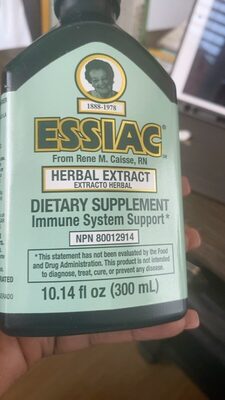 1888-1978
ESSIAC®
From Rene M. Caisse, RN
HERBAL EXTRACT
EXTRACTO HERBAL
DIETARY SUPPLEMENT
Immune System Support*
NPN 80012914
*This statement has not been evaluated by the Food
and Drug Administration. This product is not intended
to diagnose, treat, cure, or prevent any disease.
10.14 fl oz (300 mL)